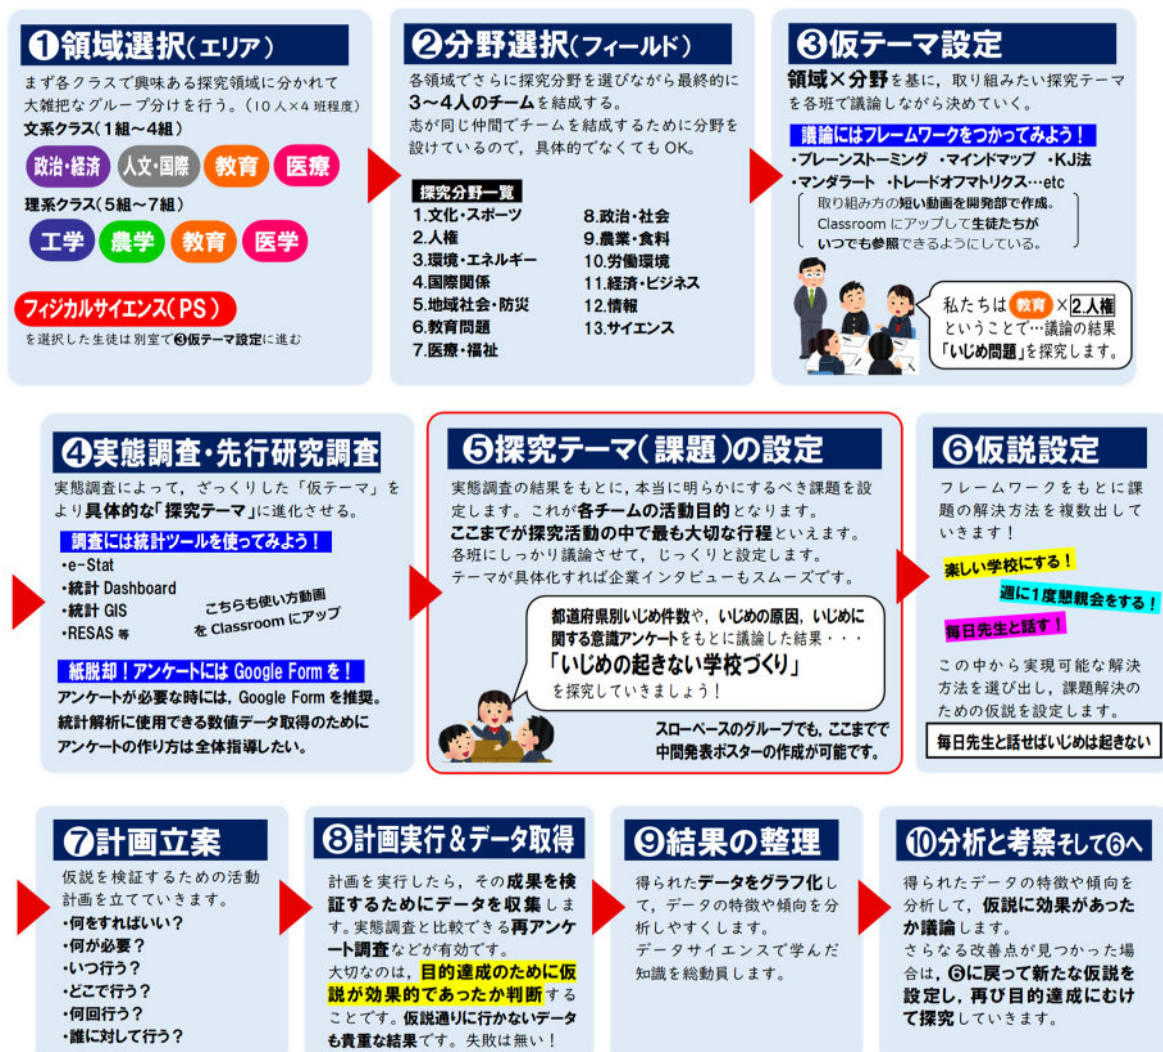 ❶領域選択(エリア)
まず各クラスで興味ある探究領域に分かれて
大雑把なグループ分けを行う。(10人×4班程度)
文系クラス(1組～4組)
政治・経済 人文・国際 教育 医療
理系クラス(5組～7組)
工学 農学 教育 医学
フィジカルサイエンス(PS)
を選択した生徒は別室で❸仮テーマ設定に進む
❷分野選択(フィールド)
各領域でさらに探究分野を選びながら最終的に
3～4人のチームを結成する。
志が同じ仲間でチームを結成するために分野を
設けているので，具体的でなくてもOK。
探究分野一覧
1.文化・スポーツ
2.人権
3.環境・エネルギー
4.国際関係
5.地域社会・防災
6.教育問題
7.医療・福祉
8.政治・社会
9.農業・食料
10.労働環境
11.経済・ビジネス
12.情報
13.サイエンス
❸仮テーマ設定
領域×分野を基に，取り組みたい探究テーマ
を各班で議論しながら決めていく。
議論にはフレームワークをつかってみよう！
・ブレーンストーミング ・マインドマップ ・KJ法
・マンダラート ・トレードオフマトリクス…etc
取り組み方の短い動画を開発部で作成。
Classroomにアップして生徒たちが
いつでも参照できるようにしている。
私たちは 教育 × 2.人権
ということで…議論の結果
「いじめ問題」を探究します。
❹実態調査・先行研究調査
実態調査によって，ざっくりした「仮テーマ」を
より具体的な「探究テーマ」に進化させる。
調査には統計ツールを使ってみよう！
・e-Stat
・統計 Dashboard
・統計 GIS
・RESAS 等
こちらも使い方動画
を Classroom にアップ
紙脱却！アンケートには Google Form を！
アンケートが必要な時には，Google Form を推奨。
統計解析に使用できる数値データ取得のために
アンケートの作り方は全体指導したい。
❺探究テーマ(課題)の設定
実態調査の結果をもとに，本当に明らかにするべき課題を設
定します。これが各チームの活動目的となります。
ここまでが探究活動の中で最も大切な行程といえます。
各班にしっかり議論させて，じっくりと設定します。
テーマが具体化すれば企業インタビューもスムーズです。
都道府県別いじめ件数や，いじめの原因，いじめに
関する意識アンケートをもとに議論した結果・・・
「いじめの起きない学校づくり」
を探究していきましょう！
スローペースのグループでも，ここまでで
中間発表ポスターの作成が可能です。
❻仮説設定
フレームワークをもとに課
題の解決方法を複数出して
いきます！
楽しい学校にする！
週に1度懇親会をする！
毎日先生と話す！
この中から実現可能な解決
方法を選び出し，課題解決の
ための仮説を設定します。
毎日先生と話せばいじめは起きない
❼計画立案
仮説を検証するための活動
計画を立てていきます。
・何をすればいい？
・何が必要？
・いつ行う？
・どこで行う？
・何回行う？
・誰に対して行う？
❽計画実行＆データ取得
計画を実行したら，その成果を検
証するためにデータを収集しま
す。実態調査と比較できる再アンケ
ート調査などが有効です。
大切なのは，目的達成のために仮
説が効果的であったか判断する
ことです。仮説通りに行かないデータ
も貴重な結果です。失敗は無い！
❾結果の整理
得られたデータをグラフ化し
て，データの特徴や傾向を分
析しやすくします。
データサイエンスで学んだ
知識を総動員します。
❿分析と考察そして❻へ
得られたデータの特徴や傾向を
分析して，仮説に効果があった
か議論します。
さらなる改善点が見つかった場
合は，❻に戻って新たな仮説を
設定し，再び目的達成にむけ
て探究していきます。